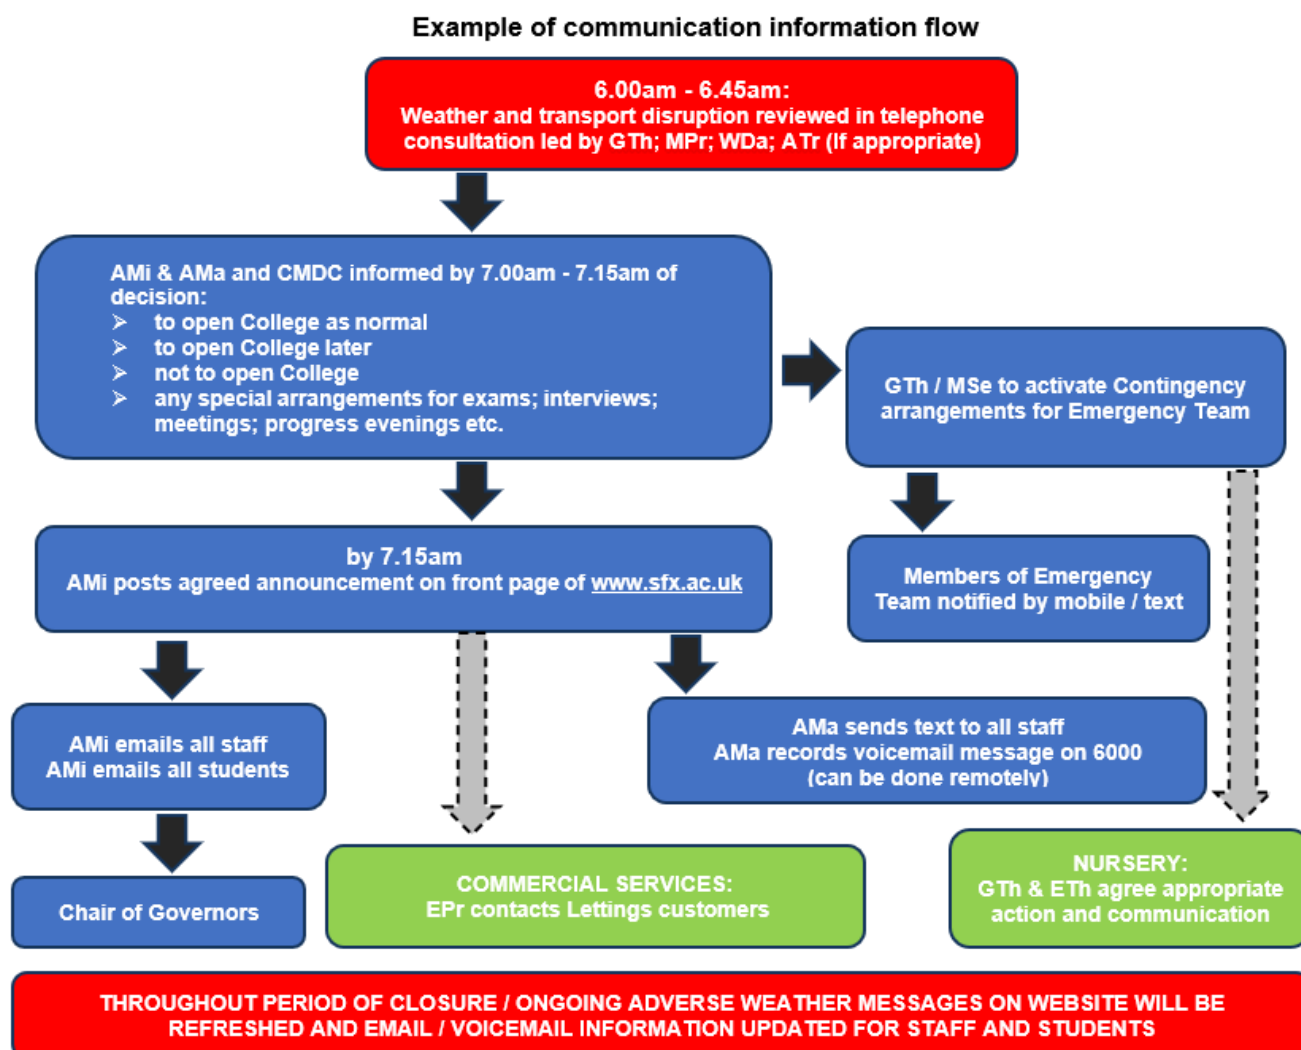 Example of communication information flow
6.00am - 6.45am:
Weather and transport disruption reviewed in telephone
consultation led by GTh; MPr; WDa; ATr (If appropriate)
AMi & AMa and CMDC informed by 7.00am - 7.15am of
decision:
➢ to open College as normal
➢ to open College later
➢ not to open College
➢ any special arrangements for exams; interviews;
meetings; progress evenings etc.
GTh / MSe to activate Contingency
arrangements for Emergency Team
by 7.15am
AMi posts agreed announcement on front page of www.sfx.ac.uk
Members of Emergency
Team notified by mobile / text
AMi emails all staff
AMi emails all students
AMa sends text to all staff
AMa records voicemail message on 6000
(can be done remotely)
Chair of Governors
COMMERCIAL SERVICES:
EPr contacts Lettings customers
NURSERY:
GTh & ETh agree appropriate
action and communication
THROUGHOUT PERIOD OF CLOSURE / ONGOING ADVERSE WEATHER MESSAGES ON WEBSITE WILL BE
REFRESHED AND EMAIL / VOICEMAIL INFORMATION UPDATED FOR STAFF AND STUDENTS